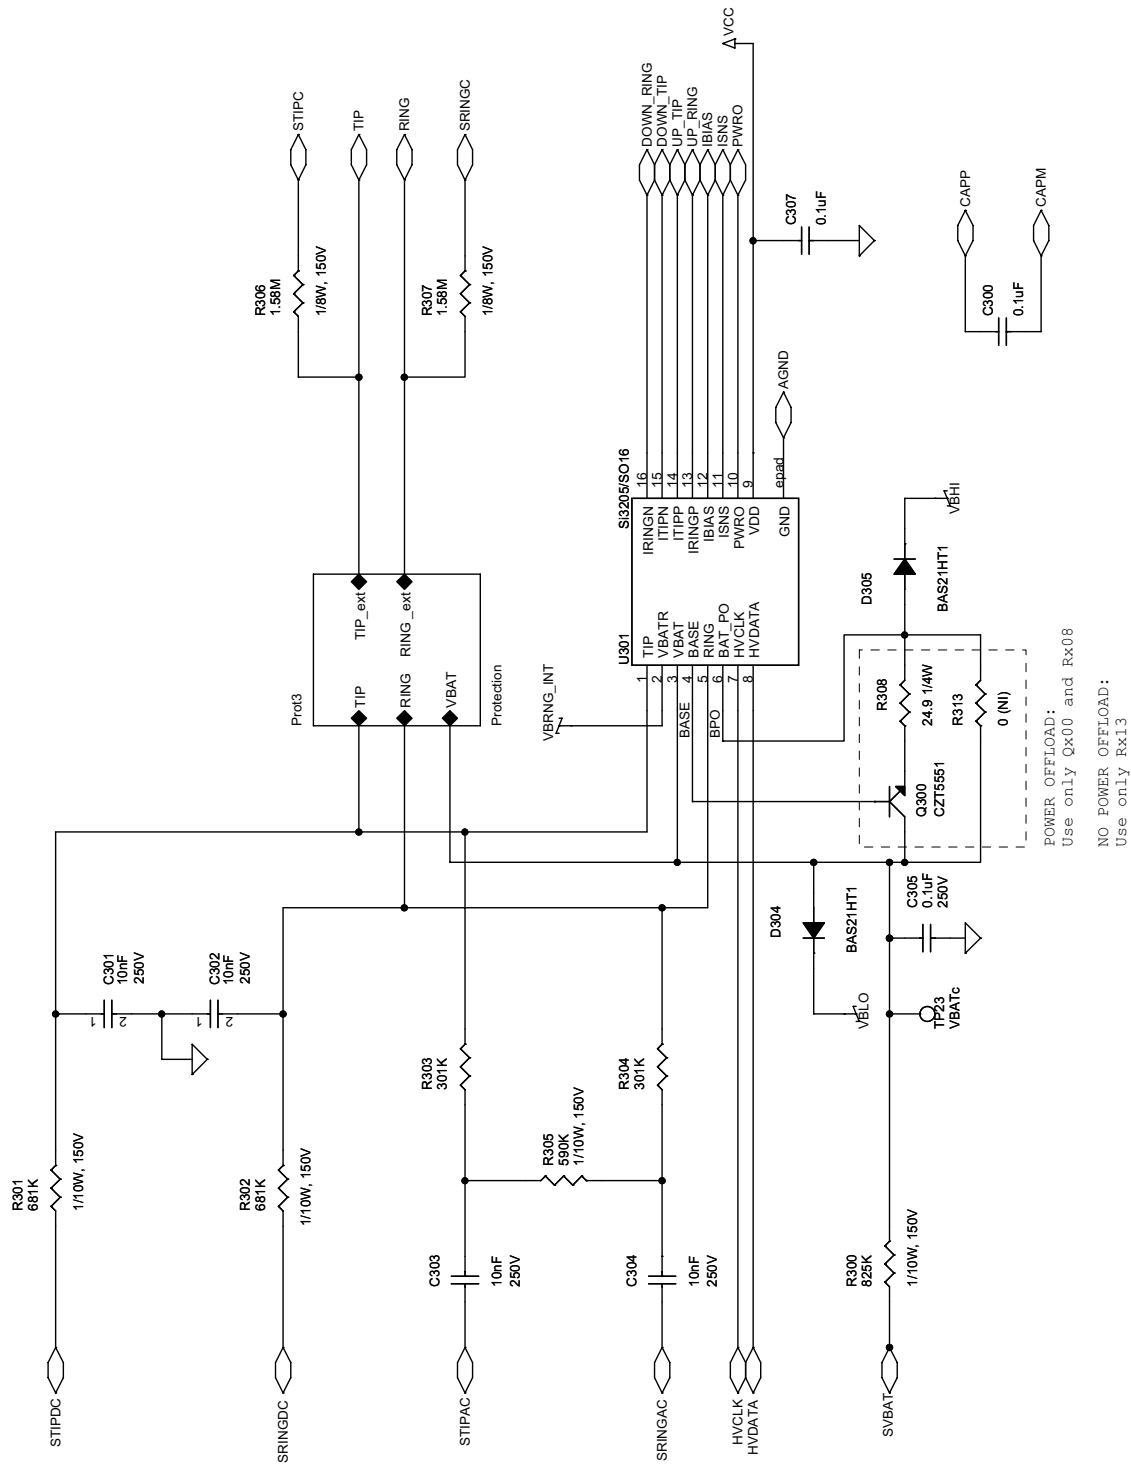 STIPDC
R301
681K
1/10W, 150V
1
2
C301
10nF
250V
1
2
C302
10nF
250V
SRINGDC
R302
681K
1/10W, 150V
Prot3
TIP
RING
VBAT
TIP_ext
RING _ext
Protection
R306
1.58M
1/8W, 150V
STIPC
TIP
RING
R307
1.58M
1/8W, 150V
SRINGC
STIPAC
C303
10nF
250V
R303
301K
R305
590K
1/10W, 150V
SRINGAC
C304
10nF
250V
R304
301K
VBRNG_INT
BASE
BPO
U301
Si3205/SO16
1
2
3
4
5
6
7
8
TIP
VBATR
VBAT
BASE
RING
BAT_PO
HVCLK
HVDATA
IRINGN
ITIPN
ITIPP
IRINGP
IBIAS
ISNS
PWRO
VDD
GND
16
15
14
13
12
11
10
9
epad
DOWN_RING
DOWN_TIP
UP_TIP
UP_RING
IBIAS
ISNS
PWRO
VCC
AGND
C307
0.1uF
HVCLK
HVDATA
SVBAT
R300
825K
1/10W, 150V
VBLO
D304
BAS21HT1
TP23
VBATc
C305
0.1uF
250V
Q300
CZT5551
R308
24.9 1/4W
R313
0 (NI)
D305
BAS21HT1
VBHI
CAPP
C300
0.1uF
CAPM
POWER OFFLOAD:
Use only Qx00 and Rx08
NO POWER OFFLOAD:
Use only Rx13